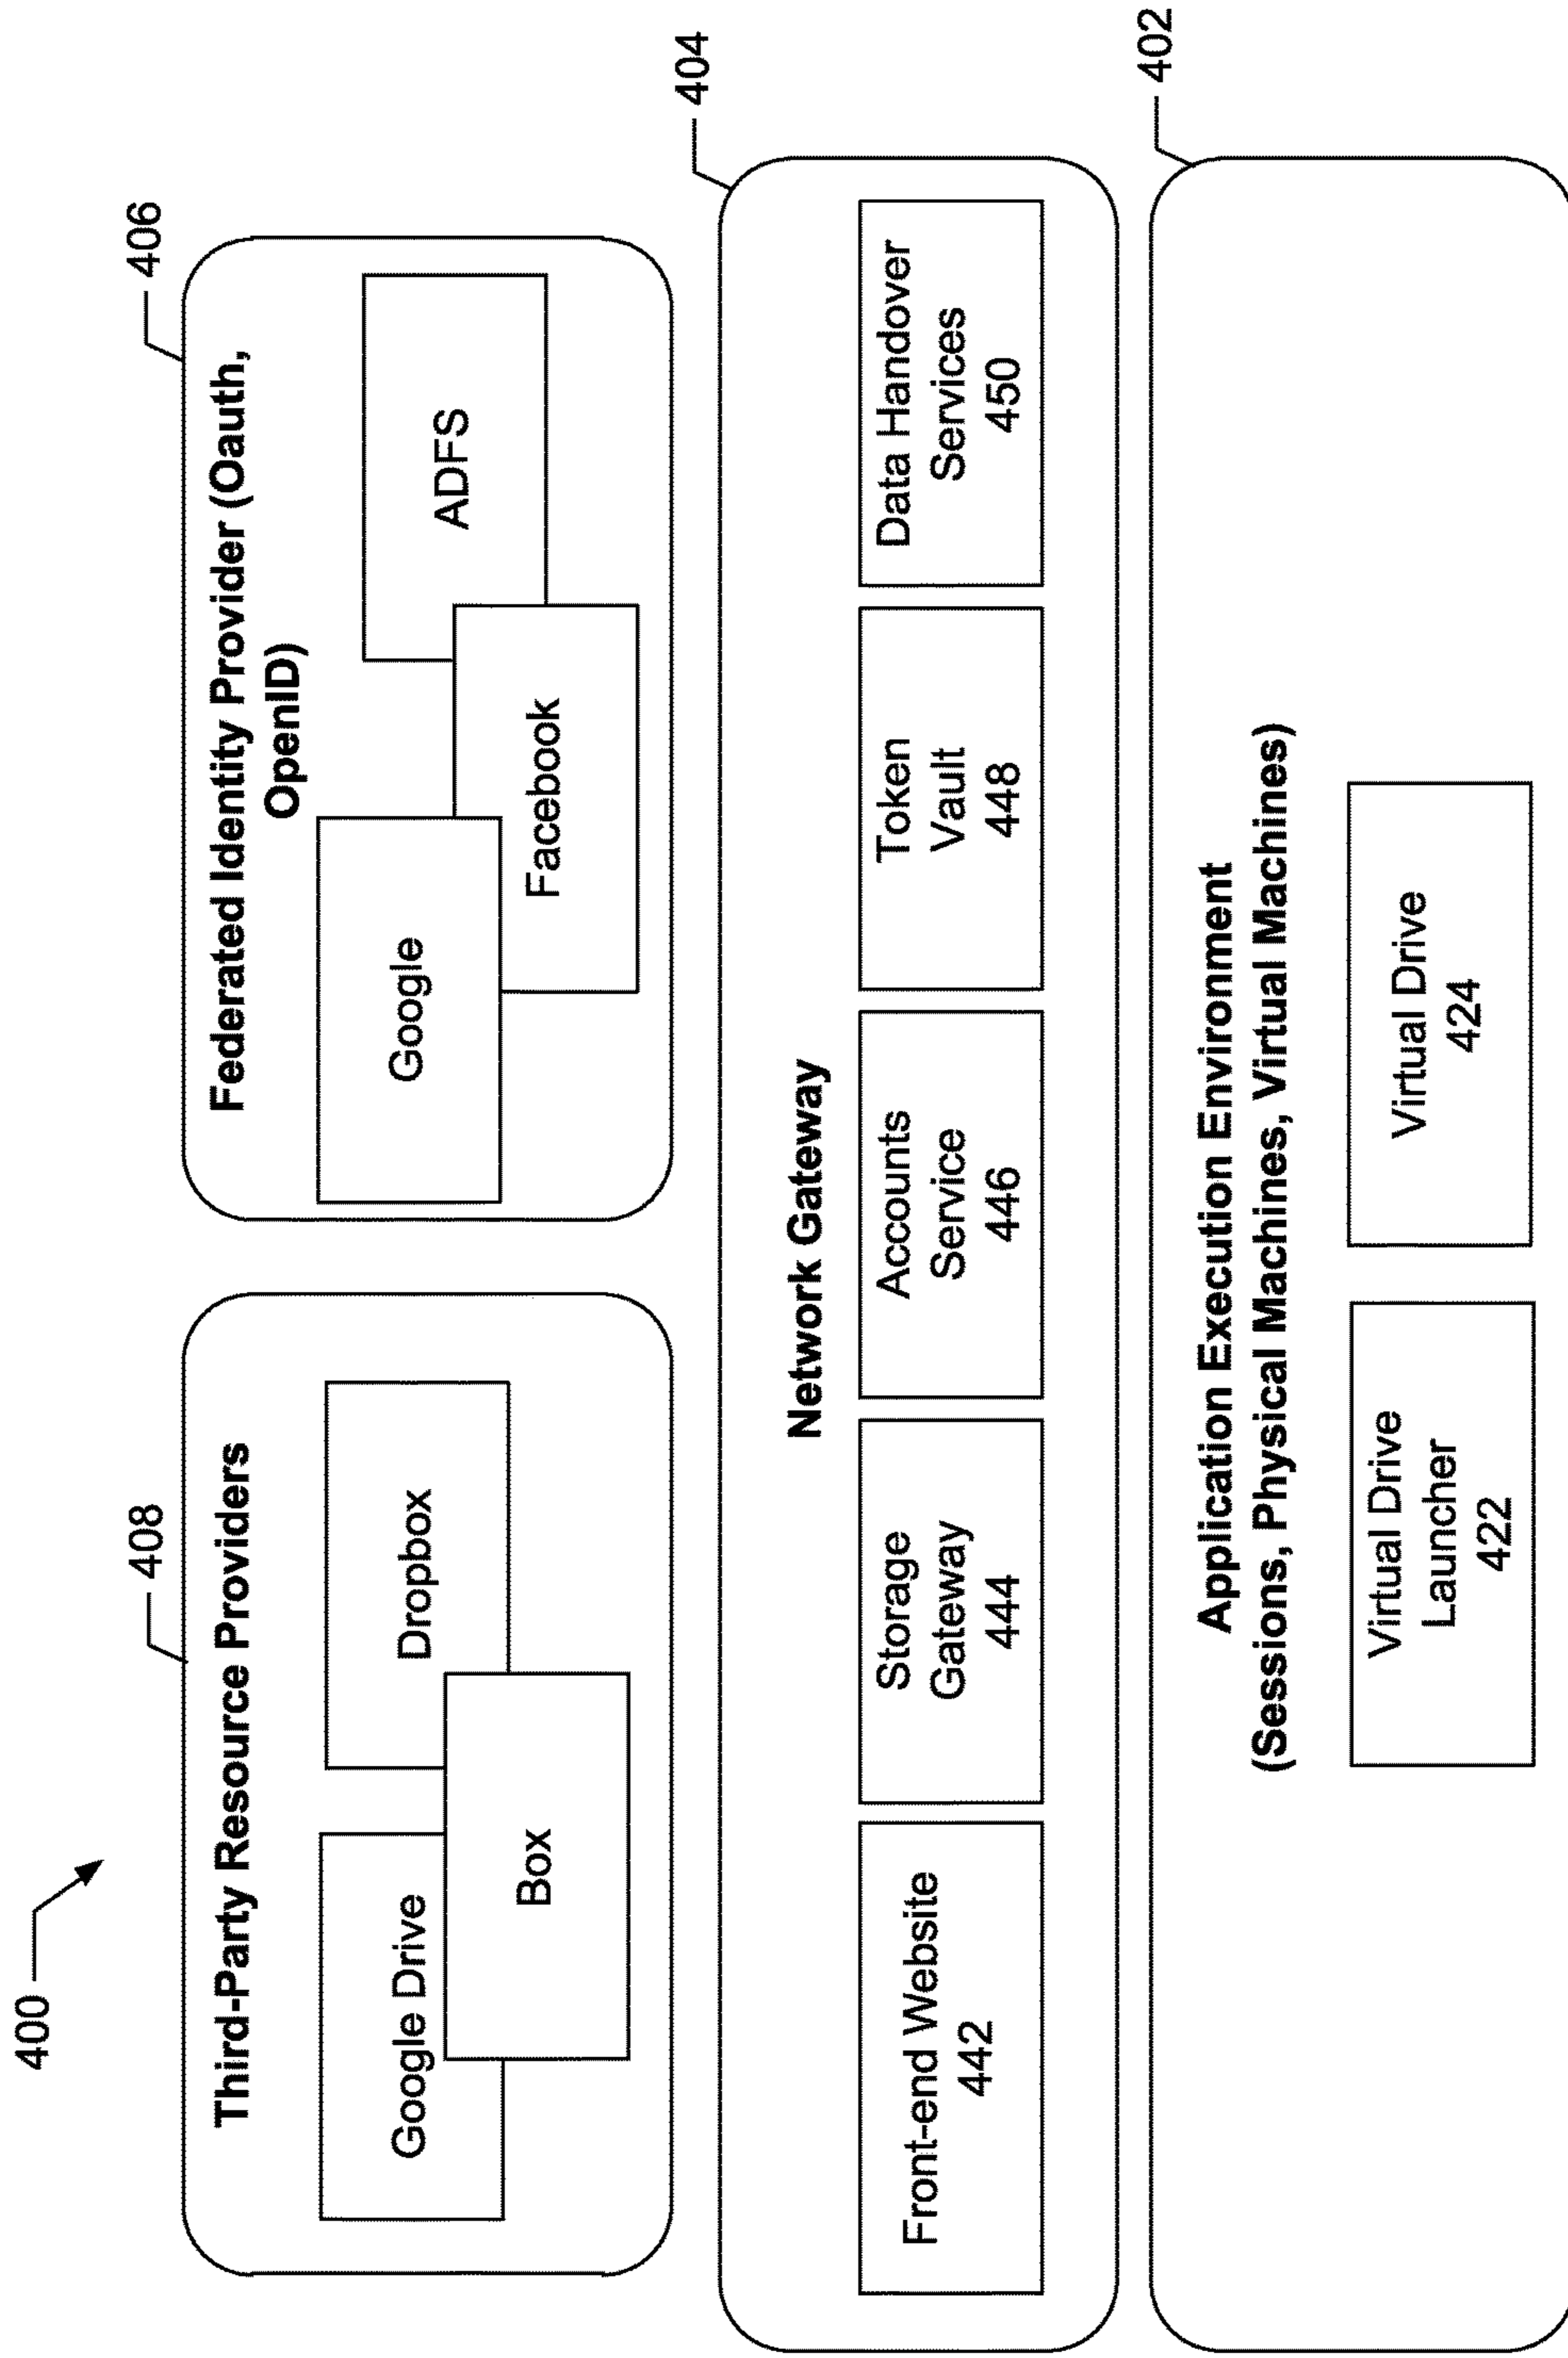 400
408
Third-Party Resource Providers
Google Drive
Dropbox
Box
406
Federated Identity Provider (Oauth,
OpenID)
Google
ADFS
Facebook
404
Network Gateway
Front-end Website
442
Storage
Gateway
444
Accounts
Service
446
Token
Vault
448
Data Handover
Services
450
402
Application Execution Environment
(Sessions, Physical Machines, Virtual Machines)
Virtual Drive
Launcher
422
Virtual Drive
424